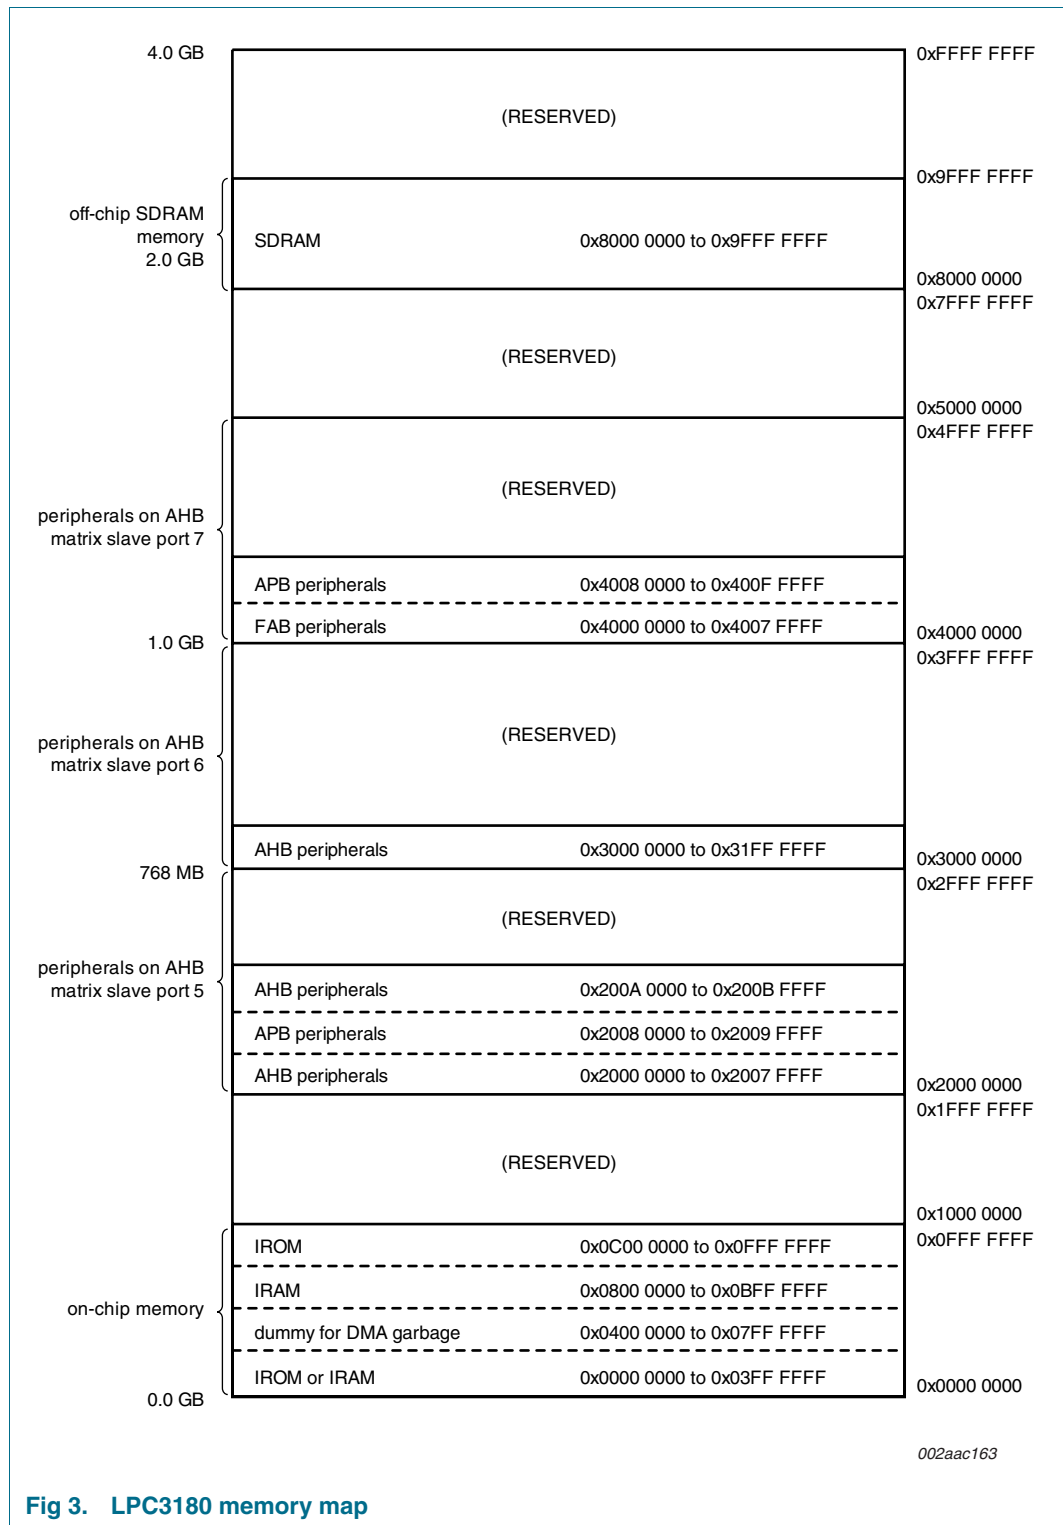 4.0 GB
0xFFFF FFFF
(RESERVED)
0x9FFF FFFF
off-chip SDRAM
memory
2.0 GB
SDRAM 0x8000 0000 to 0x9FFF FFFF
0x8000 0000
0x7FFF FFFF
(RESERVED)
0x5000 0000
0x4FFF FFFF
(RESERVED)
peripherals on AHB
matrix slave port 7
APB peripherals 0x4008 0000 to 0x400F FFFF
FAB peripherals 0x4000 0000 to 0x4007 FFFF
1.0 GB
0x4000 0000
0x3FFF FFFF
(RESERVED)
peripherals on AHB
matrix slave port 6
AHB peripherals 0x3000 0000 to 0x31FF FFFF
768 MB
0x3000 0000
0x2FFF FFFF
(RESERVED)
peripherals on AHB
matrix slave port 5
AHB peripherals 0x200A 0000 to 0x200B FFFF
APB peripherals 0x2008 0000 to 0x2009 FFFF
AHB peripherals 0x2000 0000 to 0x2007 FFFF
0x2000 0000
0x1FFF FFFF
(RESERVED)
0x1000 0000
0x0FFF FFFF
IROM 0x0C00 0000 to 0x0FFF FFFF
IRAM 0x0800 0000 to 0x0BFF FFFF
on-chip memory
dummy for DMA garbage 0x0400 0000 to 0x07FF FFFF
IROM or IRAM 0x0000 0000 to 0x03FF FFFF
0.0 GB
0x0000 0000
002aac163
Fig 3. LPC3180 memory map